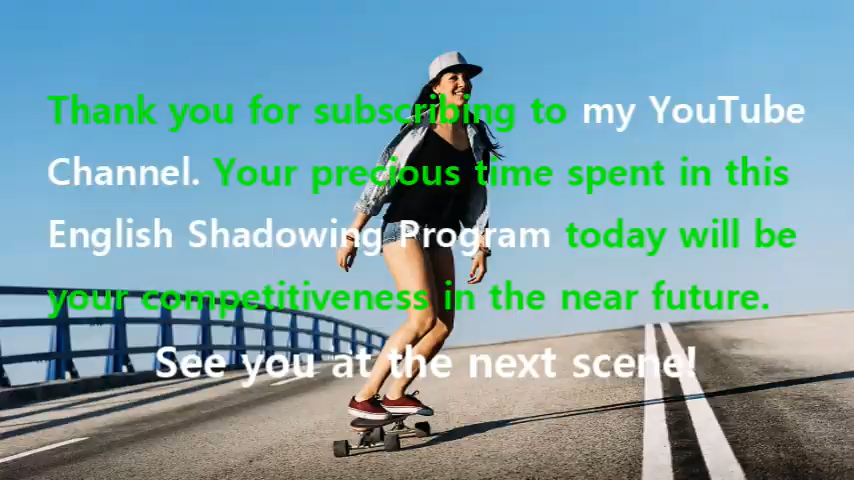 Thank you for subscribing to my YouTube
Channel. Your precious time spent in this
English Shadowing Program today will be
your competitiveness in the near future.
See you at the next scene!